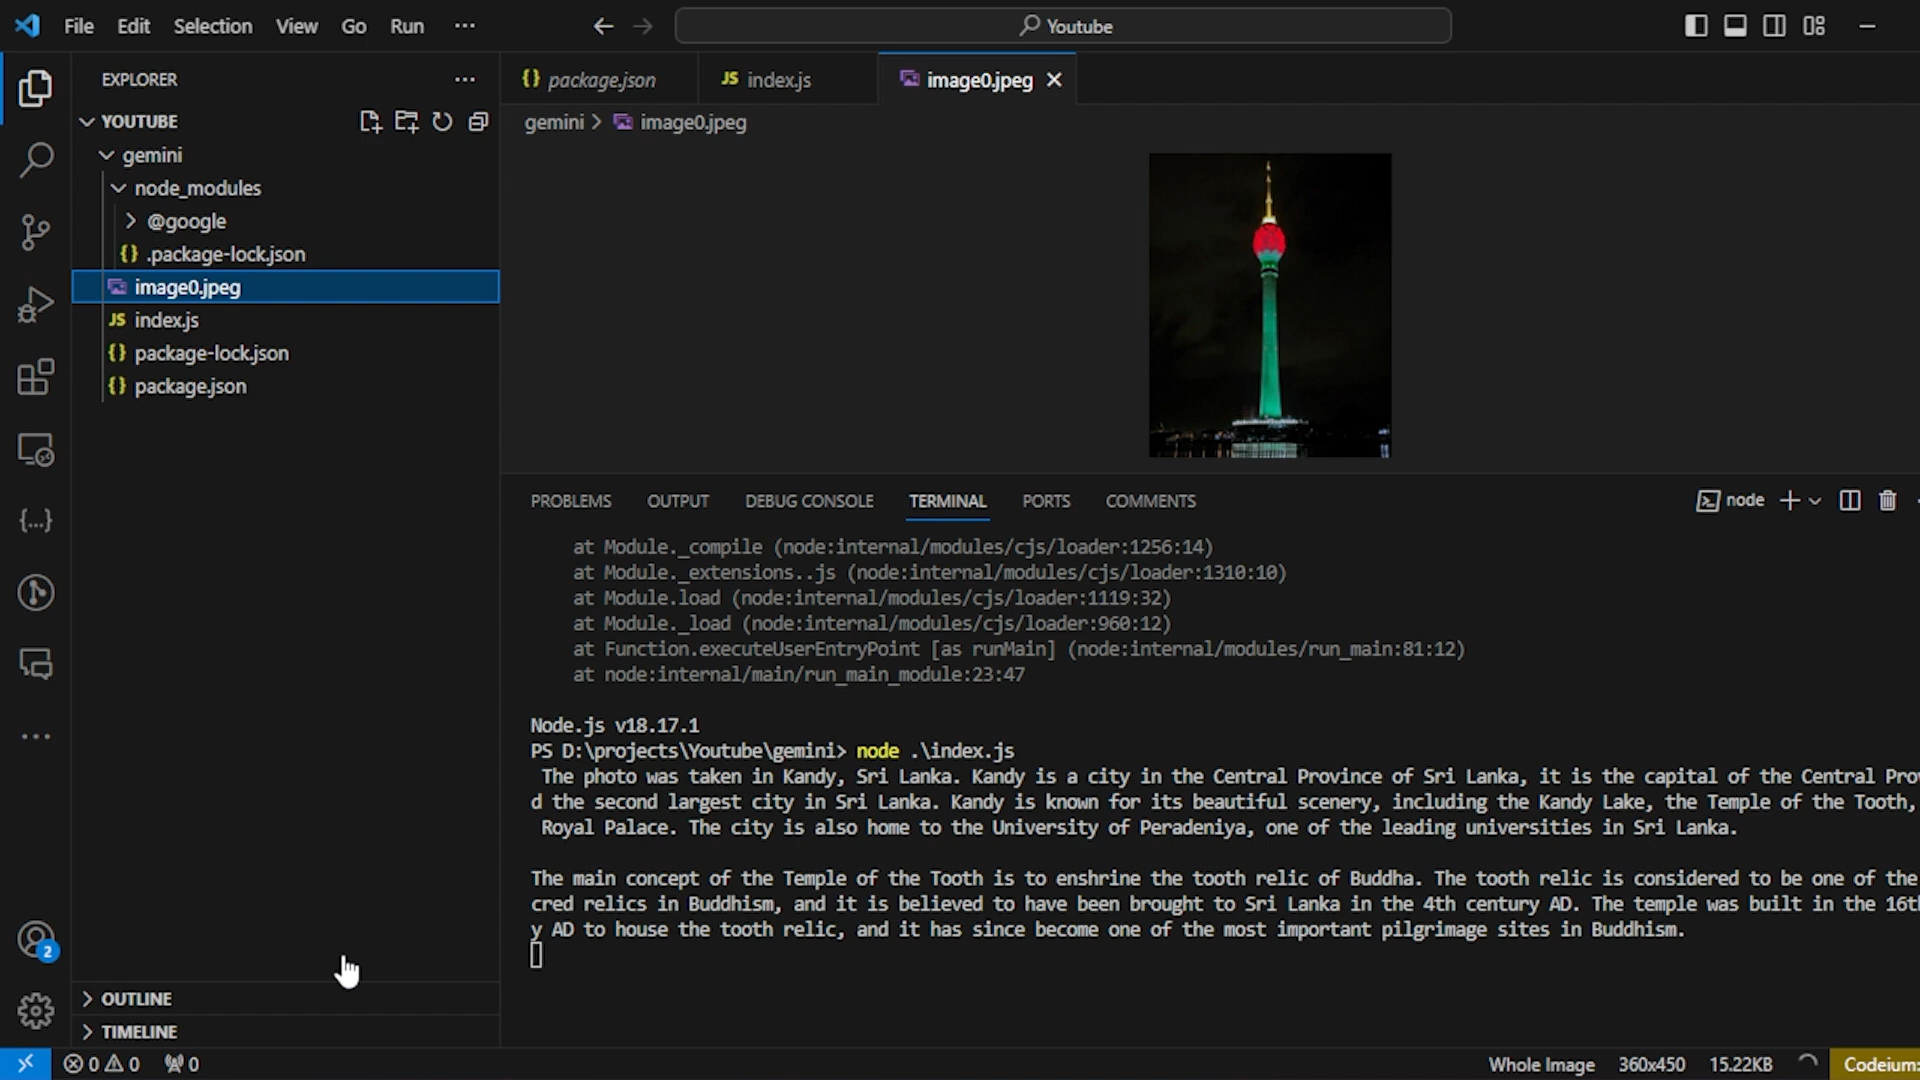 File Edit Selection View Go Run ···
Youtube
EXPLORER
YOUTUBE
gemini
node_modules
@google
{} .package-lock.json
image0.jpeg
JS index.js
{} package-lock.json
{} package.json
{} package.json
JS index.js
image0.jpeg
gemini > image0.jpeg
PROBLEMS OUTPUT DEBUG CONSOLE TERMINAL PORTS COMMENTS
node
at Module._compile (node:internal/modules/cjs/loader:1256:14)
at Module._extensions..js (node:internal/modules/cjs/loader:1310:10)
at Module.load (node:internal/modules/cjs/loader:1119:32)
at Module._load (node:internal/modules/cjs/loader:960:12)
at Function.executeUserEntryPoint [as runMain] (node:internal/modules/run_main:81:12)
at node:internal/main/run_main_module:23:47
Node.js v18.17.1
PS D:\projects\Youtube\gemini> node .\index.js
The photo was taken in Kandy, Sri Lanka. Kandy is a city in the Central Province of Sri Lanka, it is the capital of the Central Pro
d the second largest city in Sri Lanka. Kandy is known for its beautiful scenery, including the Kandy Lake, the Temple of the Tooth,
Royal Palace. The city is also home to the University of Peradeniya, one of the leading universities in Sri Lanka.
The main concept of the Temple of the Tooth is to enshrine the tooth relic of Buddha. The tooth relic is considered to be one of the
cred relics in Buddhism, and it is believed to have been brought to Sri Lanka in the 4th century AD. The temple was built in the 16t
y AD to house the tooth relic, and it has since become one of the most important pilgrimage sites in Buddhism.
2
OUTLINE
TIMELINE
0 0 0
Whole Image 360x450 15.22KB Codeium: